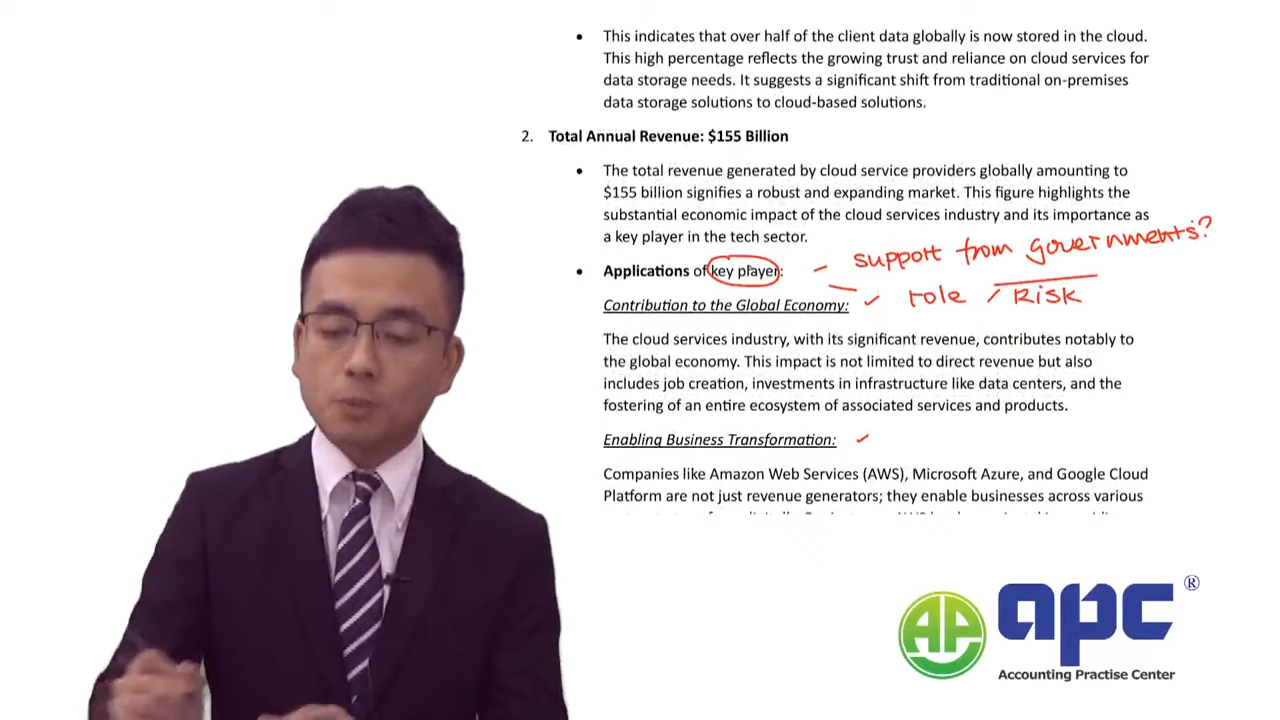 • This indicates that over half of the client data globally is now stored in the cloud.
This high percentage reflects the growing trust and reliance on cloud services for
data storage needs. It suggests a significant shift from traditional on-premises
data storage solutions to cloud-based solutions.
2. Total Annual Revenue: $155 Billion
• The total revenue generated by cloud service providers globally amounting to
$155 billion signifies a robust and expanding market. This figure highlights the
substantial economic impact of the cloud services industry and its importance as
a key player in the tech sector.
support from governments?
• Applications of key player:
role / Risk
Contribution to the Global Economy:
The cloud services industry, with its significant revenue, contributes notably to
the global economy. This impact is not limited to direct revenue but also
includes job creation, investments in infrastructure like data centers, and the
fostering of an entire ecosystem of associated services and products.
Enabling Business Transformation:
Companies like Amazon Web Services (AWS), Microsoft Azure, and Google Cloud
Platform are not just revenue generators; they enable businesses across various
AP
apc®
Accounting Practise Center